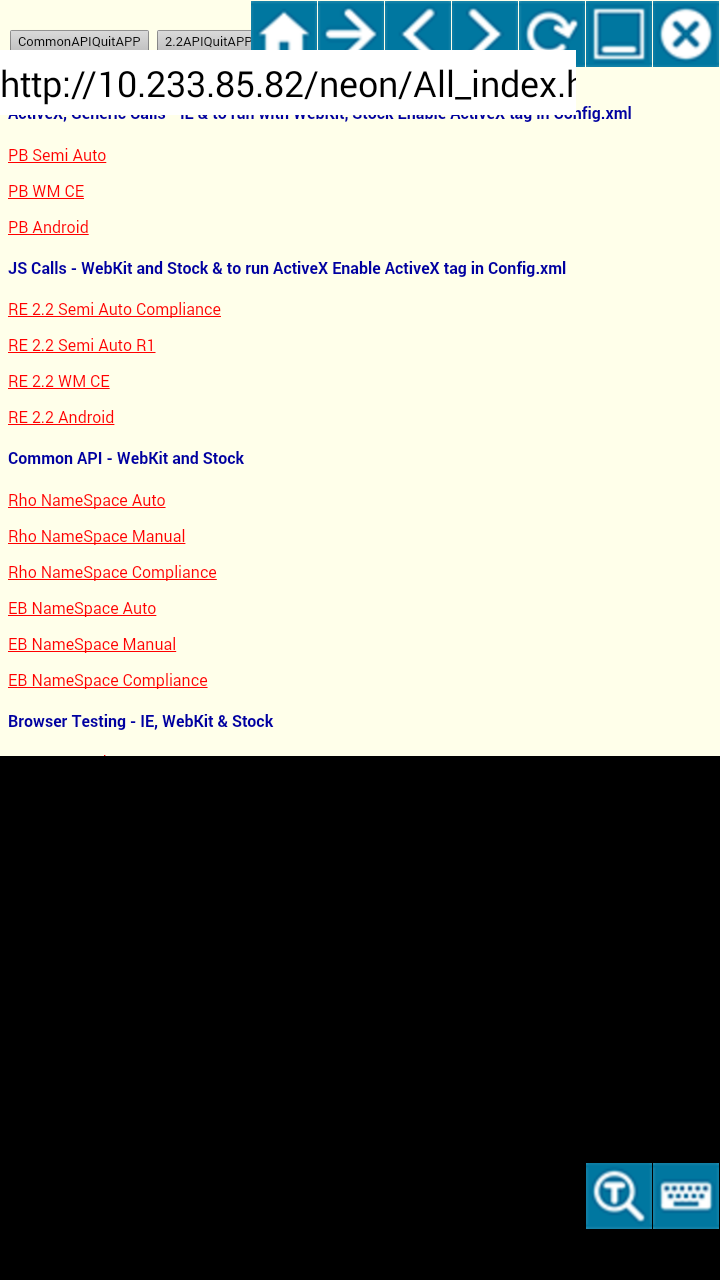 CommonAPIQuitAPP 2.2APIQuitAPP
http://10.233.85.82/neon/All_index.h
ActiveX, Generic Calls - IE & to run with WebKit, Stock Enable ActiveX tag in Config.xml
PB Semi Auto
PB WM CE
PB Android
JS Calls - WebKit and Stock & to run ActiveX Enable ActiveX tag in Config.xml
RE 2.2 Semi Auto Compliance
RE 2.2 Semi Auto R1
RE 2.2 WM CE
RE 2.2 Android
Common API - WebKit and Stock
Rho NameSpace Auto
Rho NameSpace Manual
Rho NameSpace Compliance
EB NameSpace Auto
EB NameSpace Manual
EB NameSpace Compliance
Browser Testing - IE, WebKit & Stock